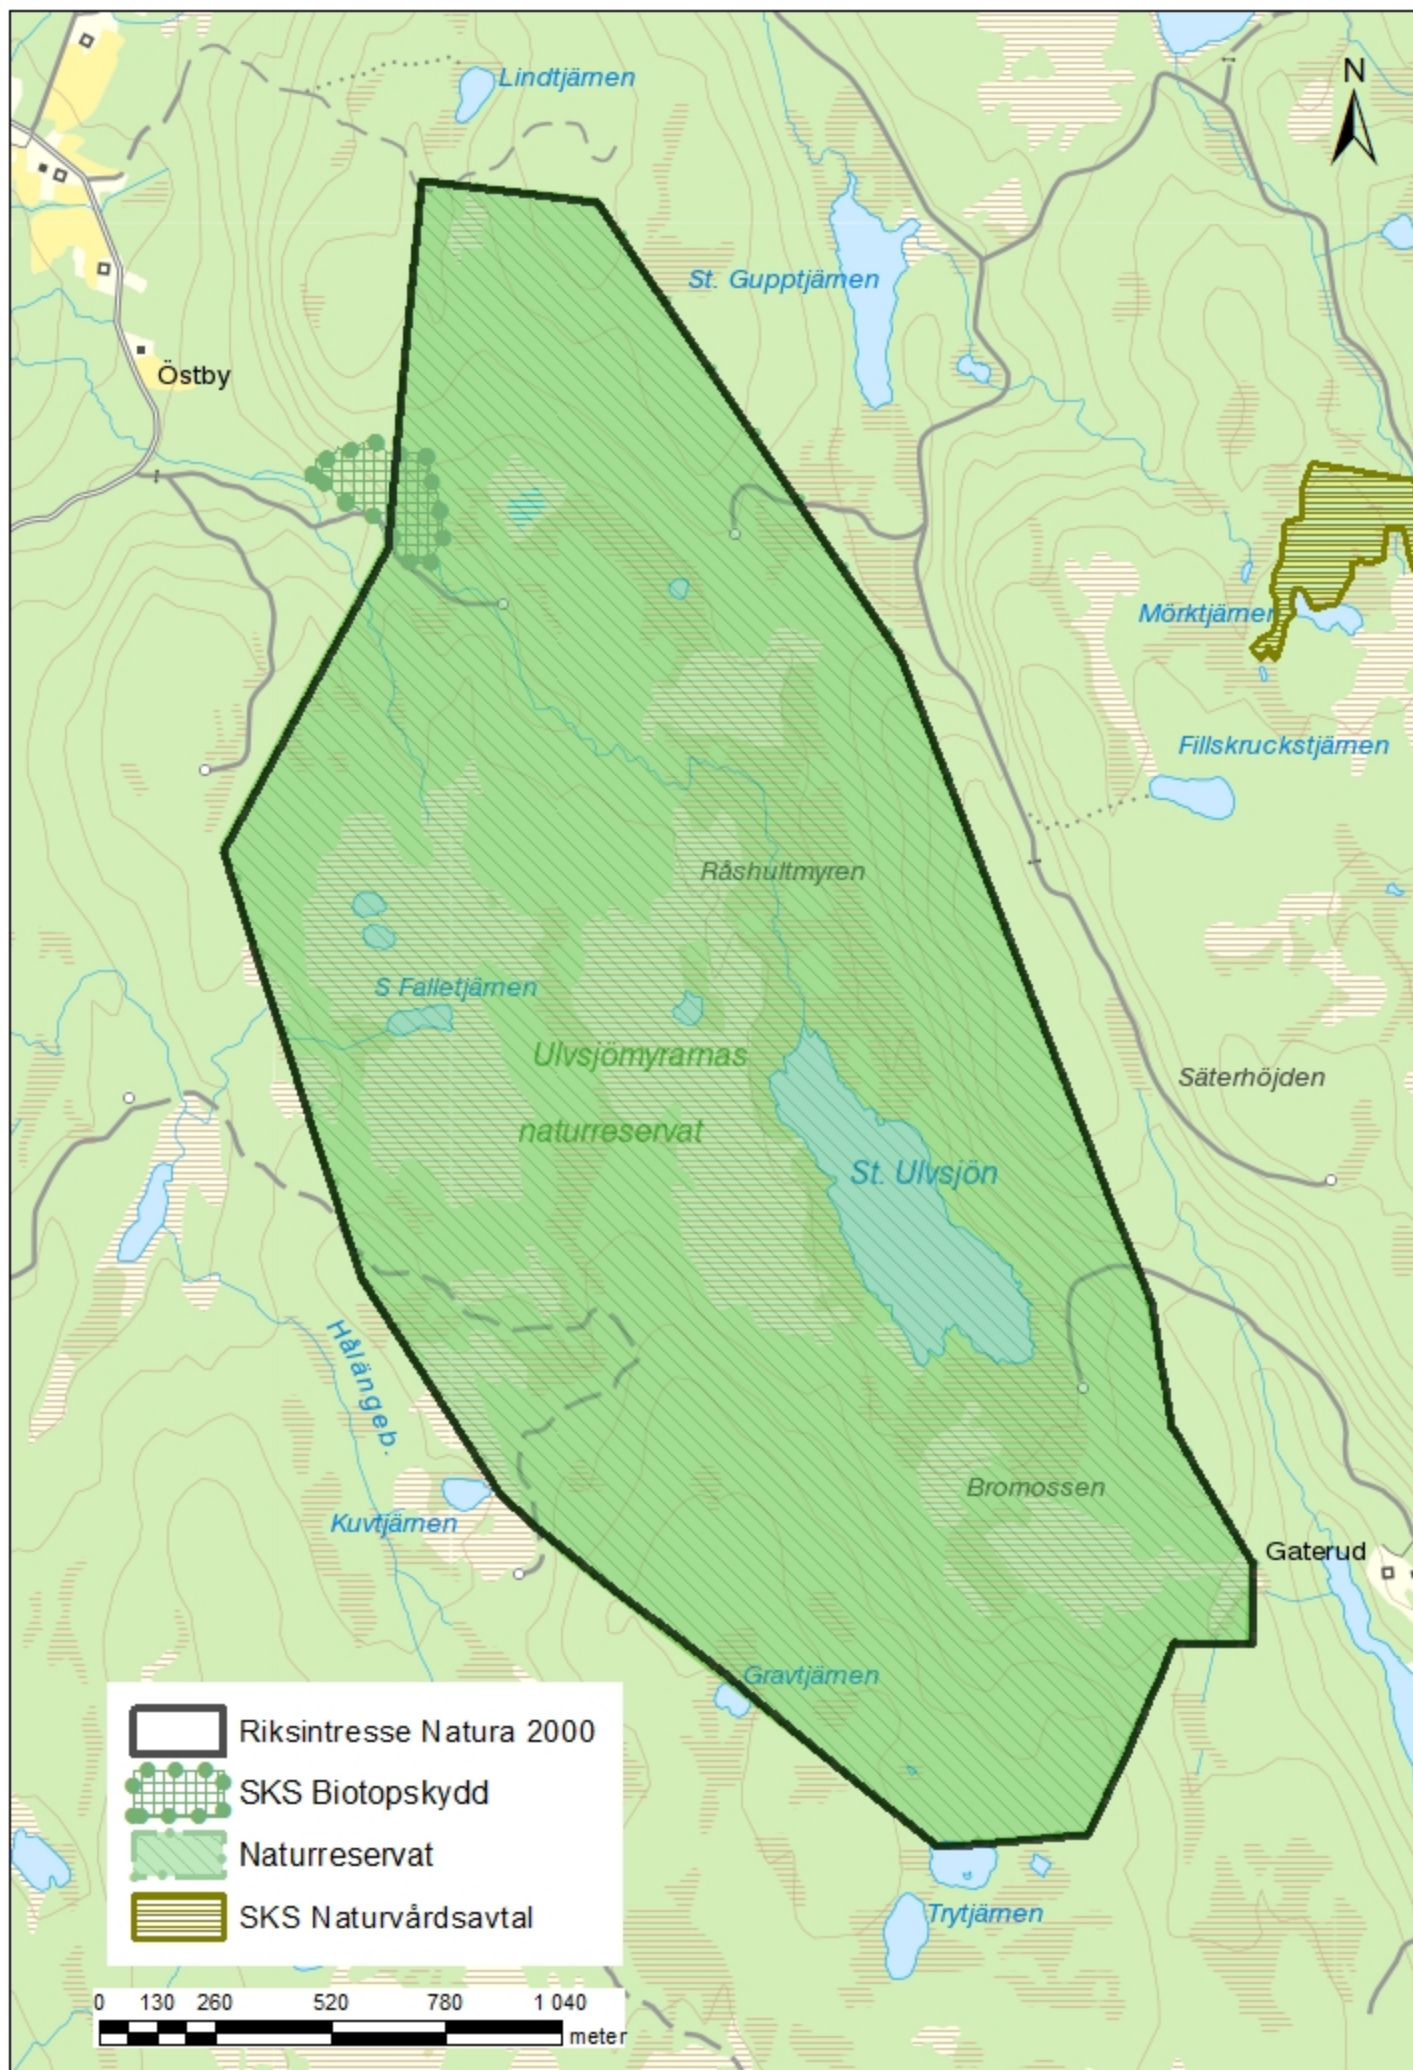 N
Lindtjärnen
St. Gupptjärnen
Östby
Mörktjärnen
Fillskruckstjärnen
Råshultmyren
S Falletjärnen
Ulvsjömyrarnas
naturreservat
Säterhöjden
St. Ulvsjön
Hålängeb.
Bromossen
Kuvtjärnen
Gaterud
Gravtjärnen
Trytjärnen
Riksintresse Natura 2000
SKS Biotopskydd
Naturreservat
SKS Naturvårdsavtal
0 130 260 520 780 1 040
meter